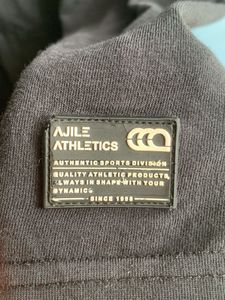 AJILE
ATHLETICS
AUTHENTIC SPORTS DIVISION
QUALITY ATHLETIC PRODUCTS,
ALWAYS IN SHAPE WITH YOUR
DYNAMICS
SINCE 1998